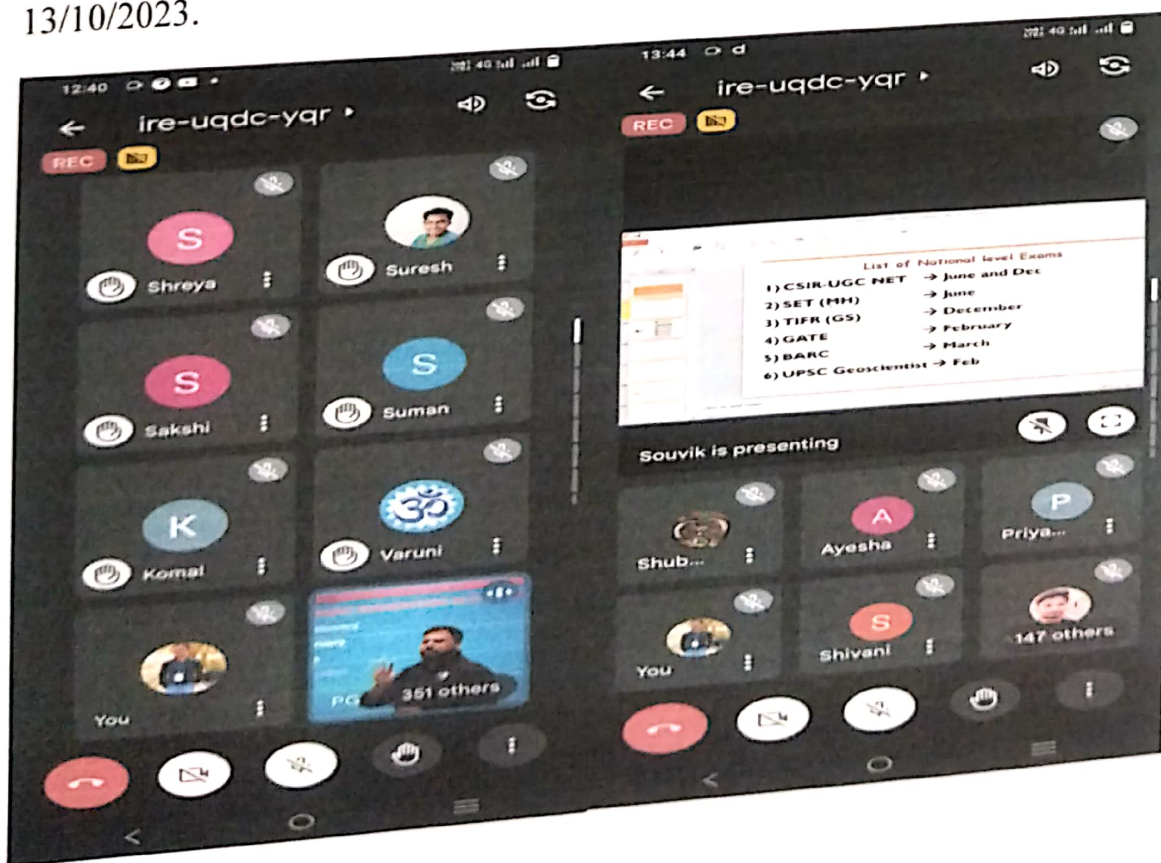 13/10/2023.
12:40
4G
ire-uqdc-yqr
REC
S
Shreya
Suresh
S
Sakshi
S
Suman
K
Komal
ॐ
Varuni
You
PG
351 others
13:44
4G
ire-uqdc-yqr
REC
List of National level Exams
1) CSIR-UGC NET → June and Dec
2) SET (MH) → June
3) TIFR (GS) → December
4) GATE → February
5) BARC → March
6) UPSC Geoscientist → Feb
Souvik is presenting
Shub...
A
Ayesha
P
Priya...
You
S
Shivani
147 others